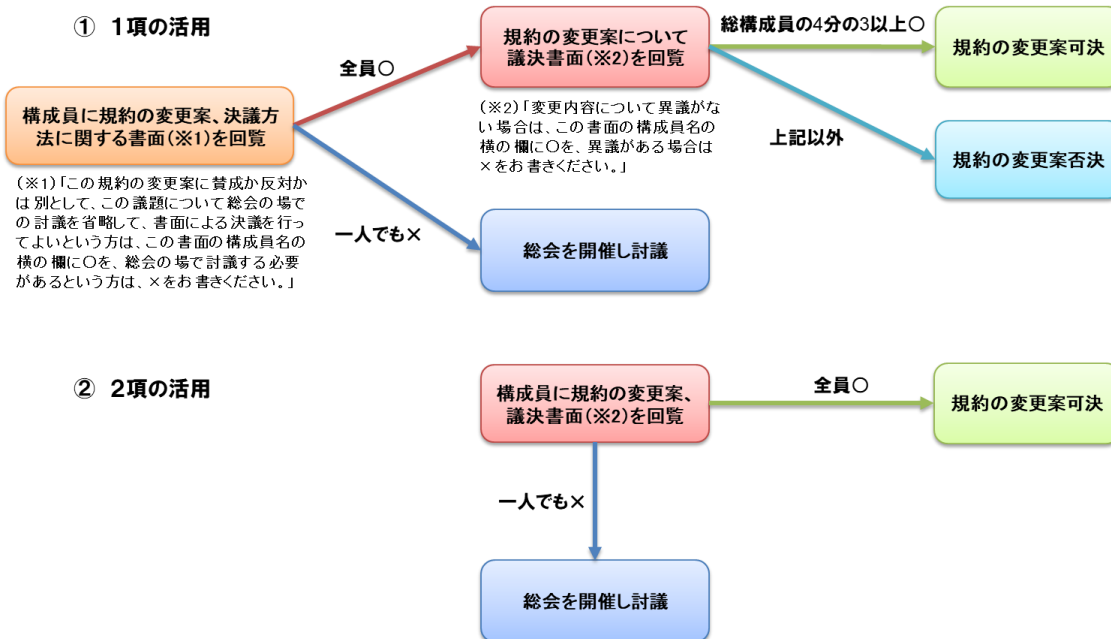 ① 1項の活用
構成員に規約の変更案、決議方
法に関する書面(※1)を回覧
(※1)「この規約の変更案に賛成か反対か
は別として、この議題について総会の場で
の討議を省略して、書面による決議を行っ
てよいという方は、この書面の構成員名の
横の欄に〇を、総会の場で討議する必要
があるという方は、×をお書きください。」
全員〇
規約の変更案について
議決書面(※2)を回覧
(※2)「変更内容について異議がな
い場合は、この書面の構成員名の
横の欄に〇を、異議がある場合は
×をお書きください。」
総構成員の4分の3以上〇
規約の変更案可決
上記以外
規約の変更案否決
一人でも×
総会を開催し討議
② 2項の活用
構成員に規約の変更案、
議決書面(※2)を回覧
全員〇
規約の変更案可決
一人でも×
総会を開催し討議